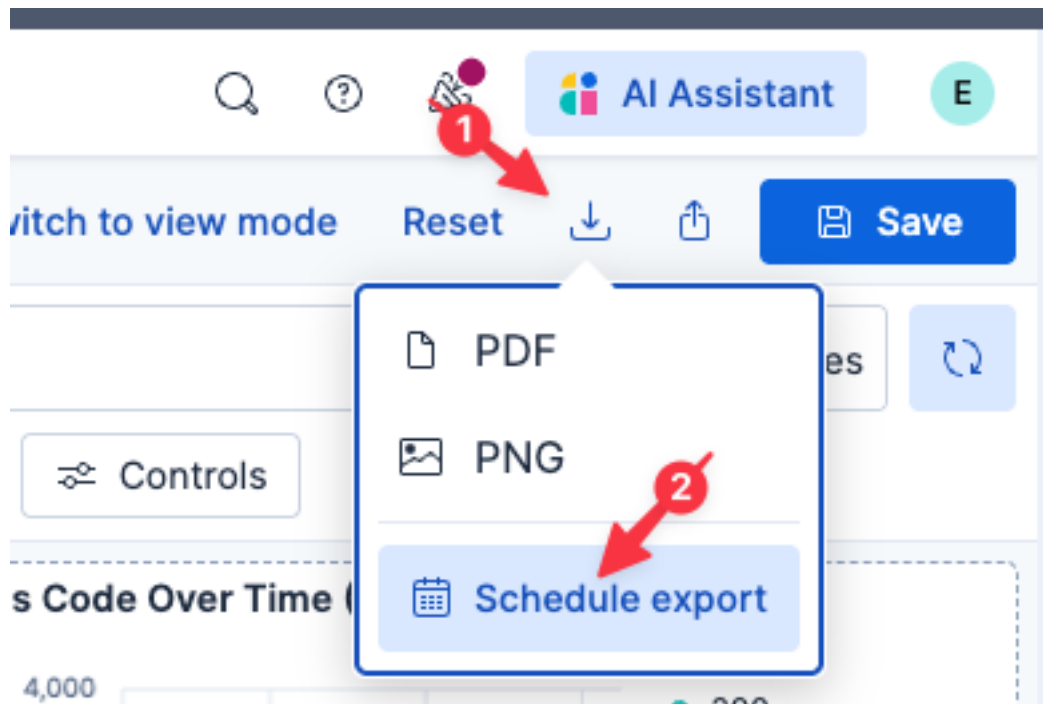 AI Assistant
E
1
witch to view mode
Reset
Save
PDF
es
PNG
Controls
2
s Code Over Time (
Schedule export
4,000